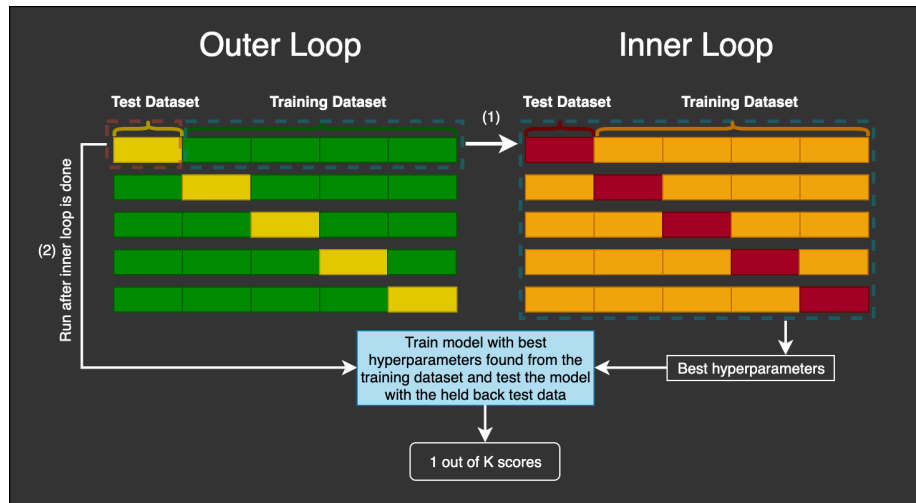 Outer Loop
Inner Loop
Test Dataset
Training Dataset
(1)
Test Dataset
Training Dataset
(2)
Run after inner loop is done
Train model with best
hyperparameters found from the
training dataset and test the model
with the held back test data
Best hyperparameters
1 out of K scores